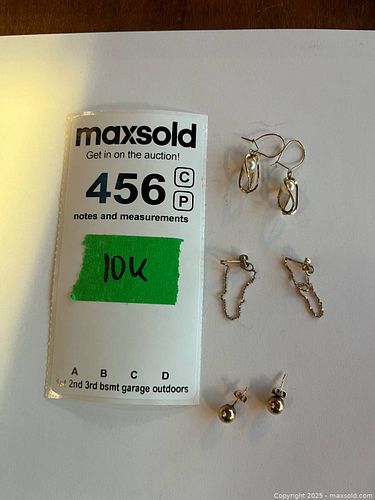 maxsold
Get in on the auction!
456 C
P
notes and measurements
10K
A B C D
1st 2nd 3rd bsmt garage outdoors
Copyright 2025 - maxsold.com